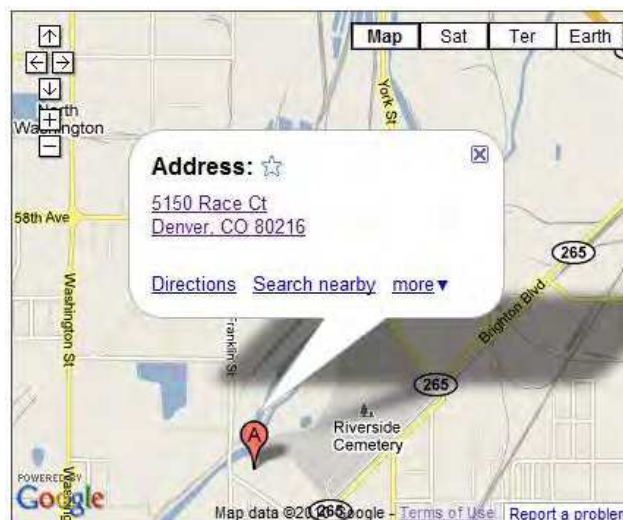 Map Sat Ter Earth
North
Washington
York St
Address:
5150 Race Ct
Denver, CO 80216
58th Ave
Directions Search nearby more
265
Brighton Blvd
Washington St
Franklin St
265
A
Riverside
Cemetery
POWERED BY
Google
Washington
265
Map data Google - Terms of Use Report a problem